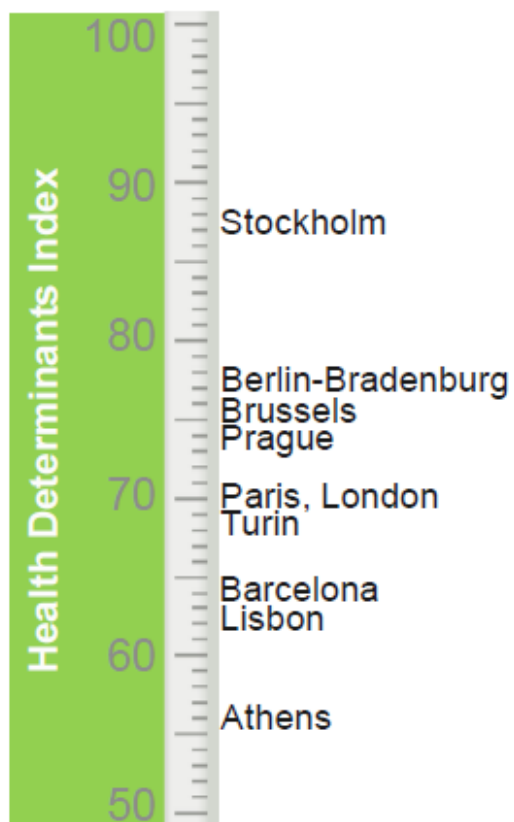 Health Determinants Index
100
90
80
70
60
50
Stockholm
Berlin-Bradenburg
Brussels
Prague
Paris, London
Turin
Barcelona
Lisbon
Athens